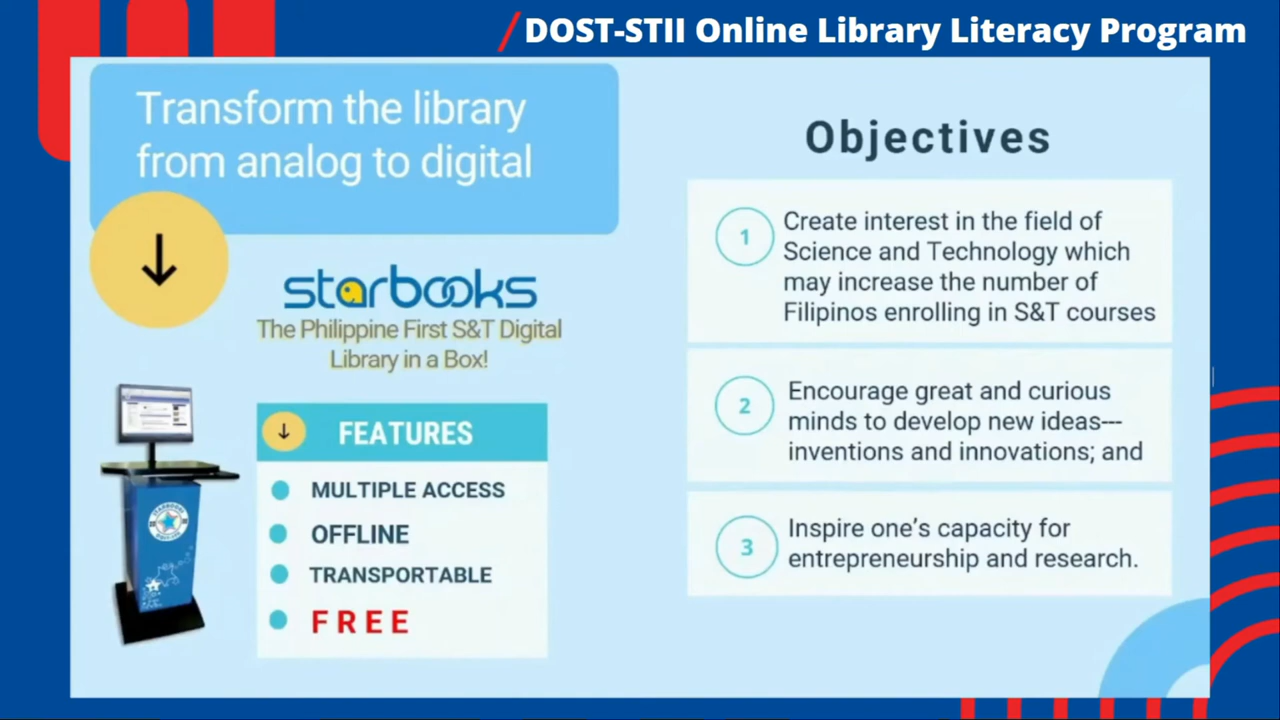 /DOST-STII Online Library Literacy Program
Transform the library
from analog to digital
starbooks
The Philippine First S&T Digital
Library in a Box!
FEATURES
MULTIPLE ACCESS
OFFLINE
TRANSPORTABLE
FREE
Objectives
1
Create interest in the field of
Science and Technology which
may increase the number of
Filipinos enrolling in S&T courses
2
Encourage great and curious
minds to develop new ideas---
inventions and innovations; and
3
Inspire one's capacity for
entrepreneurship and research.